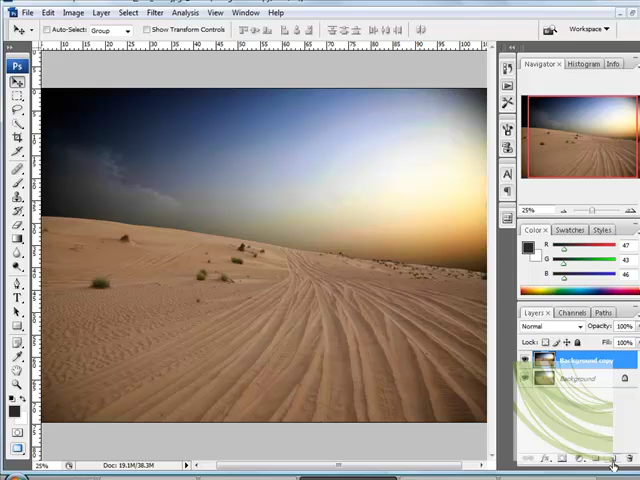 File Edit Image Layer Select Filter Analysis View Window Help
Auto-Select: Group Show Transform Controls Workspace
Ps
Navigator Histogram Info
25%
Color Swatches Styles
R 47
G 43
B 46
Layers Channels Paths
Normal Opacity: 100%
Lock: Fill: 100%
Background copy
Background
25% Doc: 19.1M/38.3M